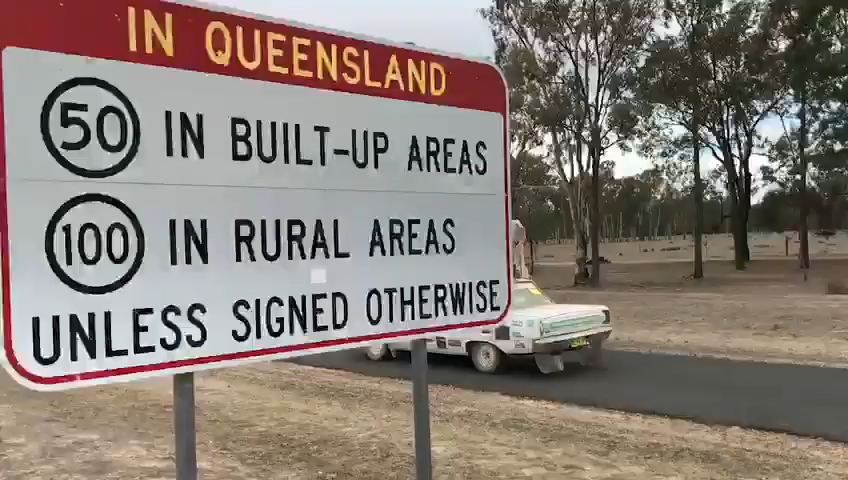 IN QUEENSLAND
50 IN BUILT-UP AREAS
100 IN RURAL AREAS
UNLESS SIGNED OTHERWISE